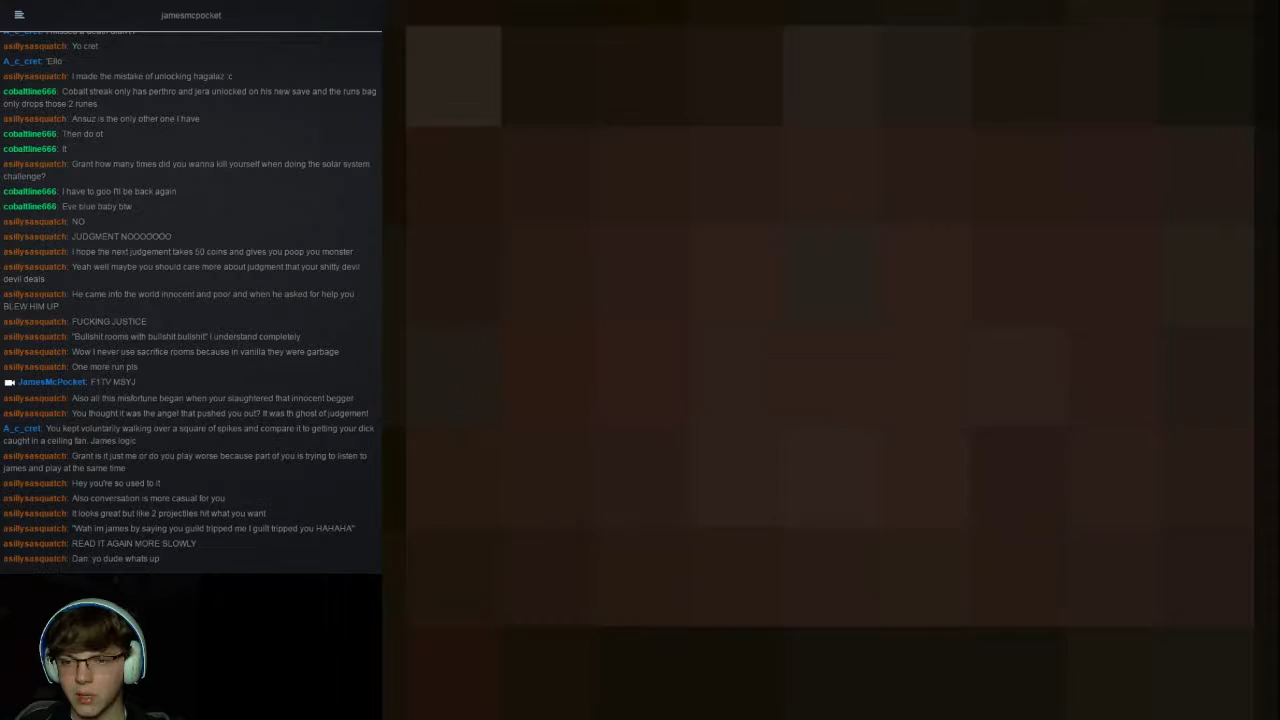 jamesmcpocket
asillysasquatch: Yo cret
A_c_cret: 'Ello
asillysasquatch: I made the mistake of unlocking hagalaz :c
cobaltline666: Cobalt streak only has perthro and jera unlocked on his new save and the runs bag
only drops those 2 runes
asillysasquatch: Ansuz is the only other one I have
cobaltline666: Then do ot
cobaltline666: It
asillysasquatch: Grant how many times did you wanna kill yourself when doing the solar system
challenge?
cobaltline666: I have to goo I'll be back again
cobaltline666: Eve blue baby btw
asillysasquatch: NO
asillysasquatch: JUDGMENT NOOOOOOO
asillysasquatch: I hope the next judgement takes 50 coins and gives you poop you monster
asillysasquatch: Yeah well maybe you should care more about judgment that your shitty devil
devil deals
asillysasquatch: He came into the world innocent and poor and when he asked for help you
BLEW HIM UP
asillysasquatch: FUCKING JUSTICE
asillysasquatch: "Bullshit rooms with bullshit bullshit" I understand completely
asillysasquatch: Wow I never use sacrifice rooms because in vanilla they were garbage
asillysasquatch: One more run pls
JamesMcPocket: F1TV MSYJ
asillysasquatch: Also all this misfortune began when your slaughtered that innocent begger
asillysasquatch: You thought it was the angel that pushed you out? It was th ghost of judgement!
A_c_cret: You kept voluntarily walking over a square of spikes and compare it to getting your dick
caught in a ceiling fan. James logic
asillysasquatch: Grant is it just me or do you play worse because part of you is trying to listen to
james and play at the same time
asillysasquatch: Hey you're so used to it
asillysasquatch: Also conversation is more casual for you
asillysasquatch: It looks great but like 2 projectiles hit what you want
asillysasquatch: "Wah im james by saying you guild tripped me I guilt tripped you HAHAHA"
asillysasquatch: READ IT AGAIN MORE SLOWLY
asillysasquatch: Dan: yo dude whats up